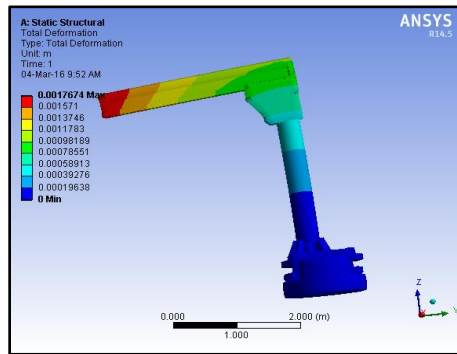 A: Static Structural
Total Deformation
Type: Total Deformation
Unit: m
Time: 1
04-Mar-16 9:52 AM
0.0017674 Max
0.001571
0.0013746
0.0011783
0.00098189
0.00078551
0.00058913
0.00039276
0.00019638
0 Min
ANSYS
R14.5
0.000
2.000 (m)
1.000
Z
Y
X